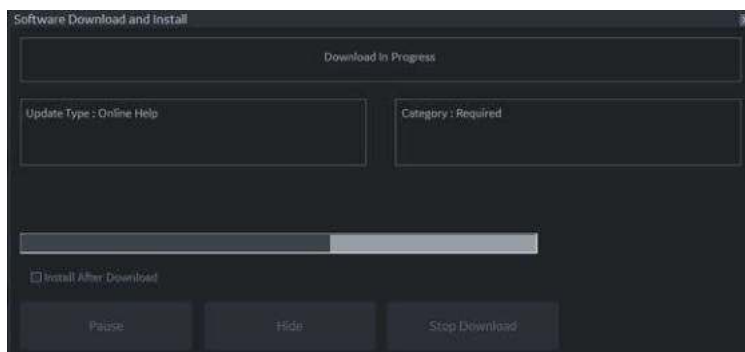 Software Download and Install
Download In Progress
Update Type : Online Help
Category : Required
Install After Download
Pause
Hide
Stop Download